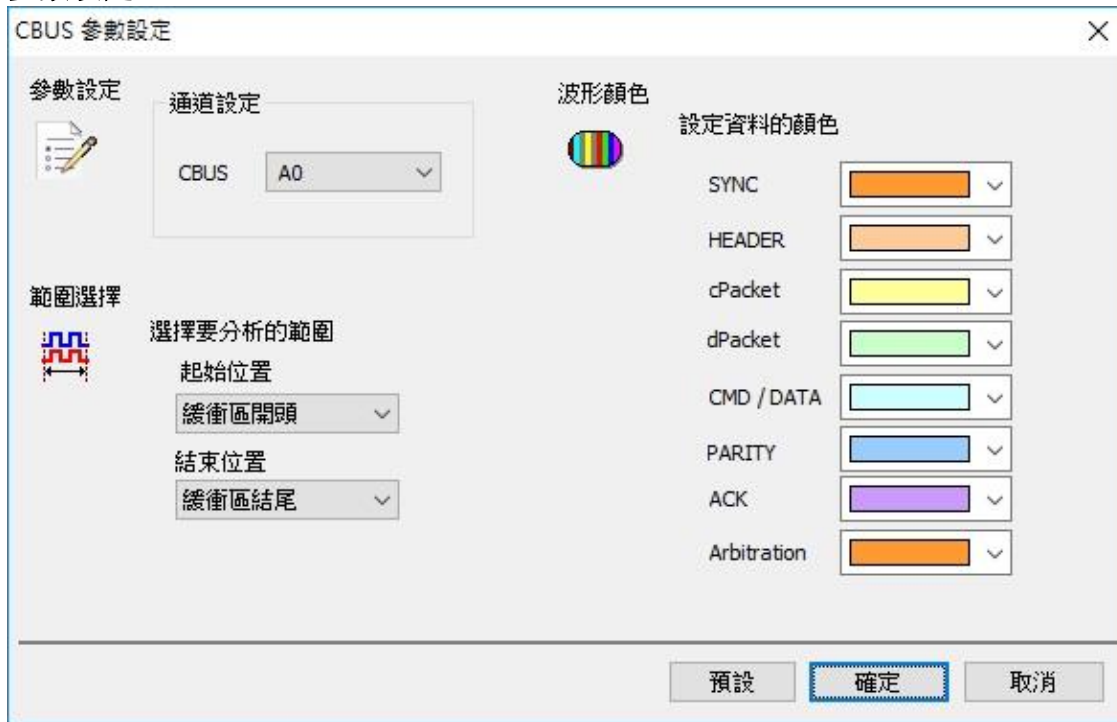 CBUS 參數設定
參數設定
通道設定
CBUS
A0
範圍選擇
選擇要分析的範圍
起始位置
緩衝區開頭
結束位置
緩衝區結尾
波形顏色
設定資料的顏色
SYNC
HEADER
cPacket
dPacket
CMD / DATA
PARITY
ACK
Arbitration
預設
確定
取消